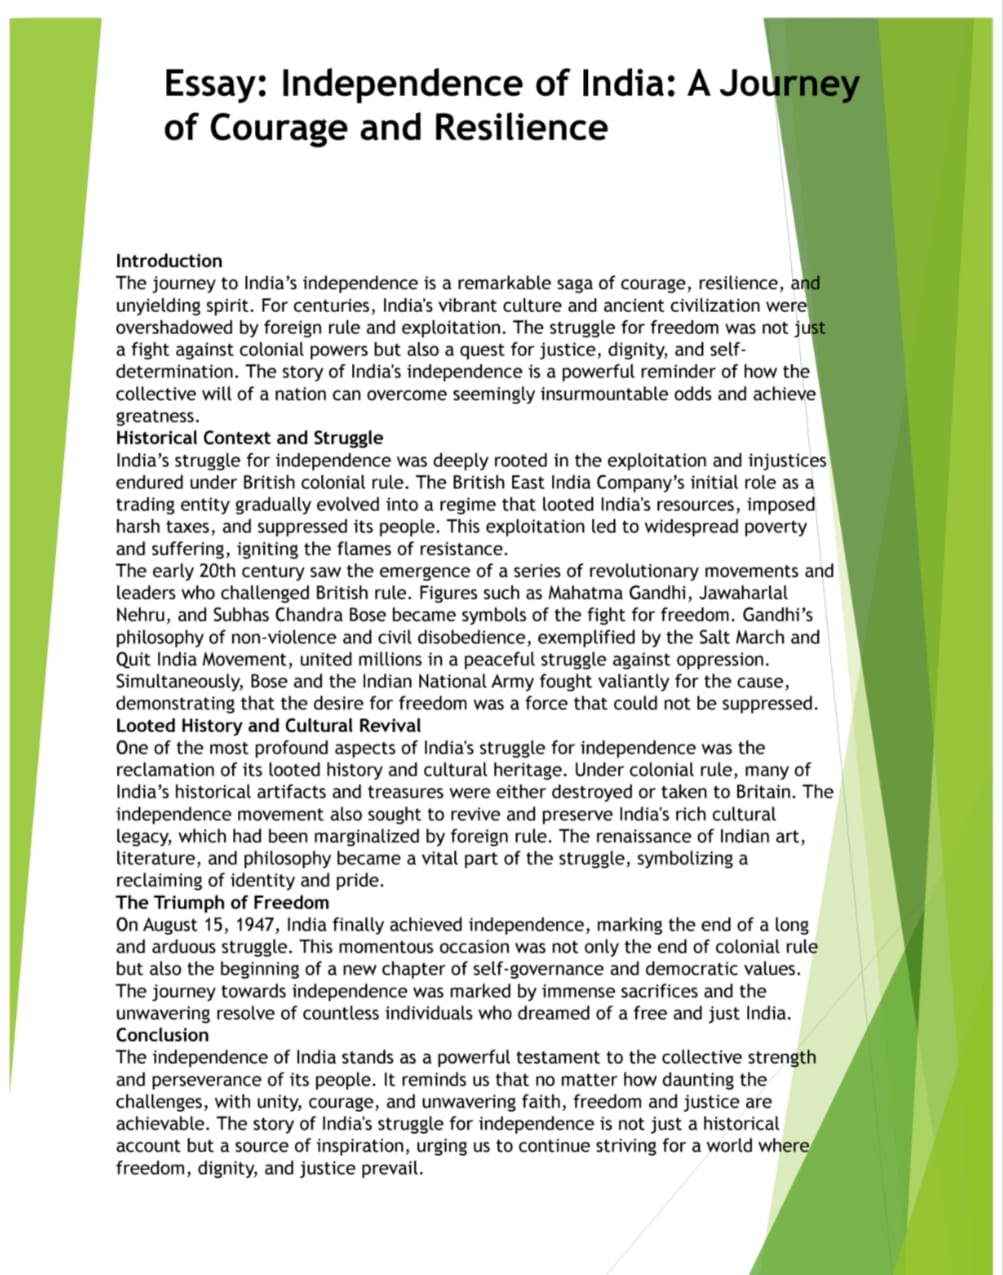 Essay: Independence of India: A Journey
of Courage and Resilience
Introduction
The journey to India’s independence is a remarkable saga of courage, resilience, and
unyielding spirit. For centuries, India's vibrant culture and ancient civilization were
overshadowed by foreign rule and exploitation. The struggle for freedom was not just
a fight against colonial powers but also a quest for justice, dignity, and self-
determination. The story of India's independence is a powerful reminder of how the
collective will of a nation can overcome seemingly insurmountable odds and achieve
greatness.
Historical Context and Struggle
India’s struggle for independence was deeply rooted in the exploitation and injustices
endured under British colonial rule. The British East India Company’s initial role as a
trading entity gradually evolved into a regime that looted India's resources, imposed
harsh taxes, and suppressed its people. This exploitation led to widespread poverty
and suffering, igniting the flames of resistance.
The early 20th century saw the emergence of a series of revolutionary movements and
leaders who challenged British rule. Figures such as Mahatma Gandhi, Jawaharlal
Nehru, and Subhas Chandra Bose became symbols of the fight for freedom. Gandhi’s
philosophy of non-violence and civil disobedience, exemplified by the Salt March and
Quit India Movement, united millions in a peaceful struggle against oppression.
Simultaneously, Bose and the Indian National Army fought valiantly for the cause,
demonstrating that the desire for freedom was a force that could not be suppressed.
Looted History and Cultural Revival
One of the most profound aspects of India's struggle for independence was the
reclamation of its looted history and cultural heritage. Under colonial rule, many of
India’s historical artifacts and treasures were either destroyed or taken to Britain. The
independence movement also sought to revive and preserve India's rich cultural
legacy, which had been marginalized by foreign rule. The renaissance of Indian art,
literature, and philosophy became a vital part of the struggle, symbolizing a
reclaiming of identity and pride.
The Triumph of Freedom
On August 15, 1947, India finally achieved independence, marking the end of a long
and arduous struggle. This momentous occasion was not only the end of colonial rule
but also the beginning of a new chapter of self-governance and democratic values.
The journey towards independence was marked by immense sacrifices and the
unwavering resolve of countless individuals who dreamed of a free and just India.
Conclusion
The independence of India stands as a powerful testament to the collective strength
and perseverance of its people. It reminds us that no matter how daunting the
challenges, with unity, courage, and unwavering faith, freedom and justice are
achievable. The story of India's struggle for independence is not just a historical
account but a source of inspiration, urging us to continue striving for a world where
freedom, dignity, and justice prevail.